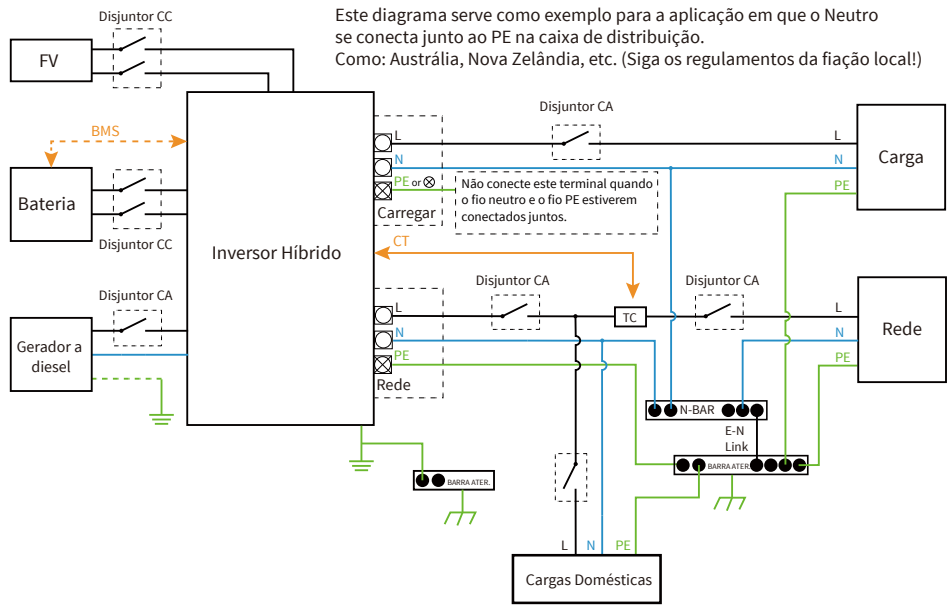 Este diagrama serve como exemplo para a aplicação em que o Neutro
se conecta junto ao PE na caixa de distribuição.
Como: Austrália, Nova Zelândia, etc. (Siga os regulamentos da fiação local!)
Disjuntor CC
FV
BMS
Bateria
Disjuntor CC
Disjuntor CA
Gerador a
diesel
Inversor Híbrido
L
N
PE or
Carregar
Não conecte este terminal quando
o fio neutro e o fio PE estiverem
conectados juntos.
Disjuntor CA
L
N
PE
Carga
CT
Disjuntor CA
Disjuntor CA
TC
L
N
PE
Rede
L
N
PE
Rede
N-BAR
E-N
Link
BARRA ATER.
BARRA ATER.
L
N
PE
Cargas Domésticas